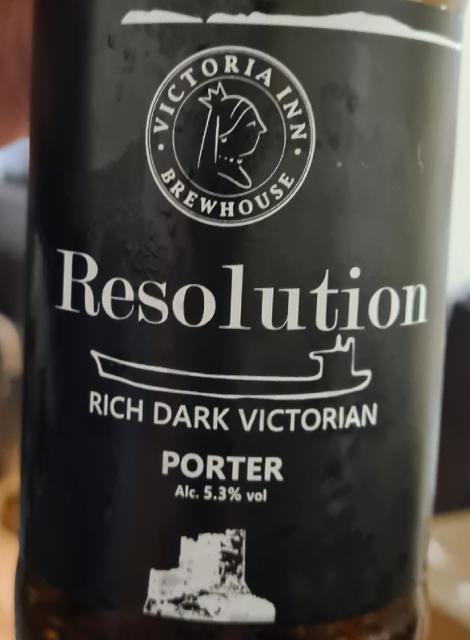 VICTORIA INN
BREWHOUSE
Resolution
RICH DARK VICTORIAN
PORTER
Alc. 5.3% vol